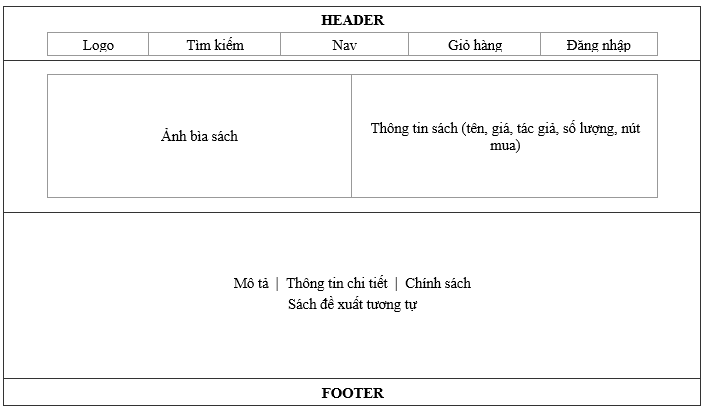 HEADER
Logo Tìm kiếm Nav Giỏ hàng Đăng nhập
Ảnh bìa sách
Thông tin sách (tên, giá, tác giả, số lượng, nút
mua)
Mô tả | Thông tin chi tiết | Chính sách
Sách đề xuất tương tự
FOOTER